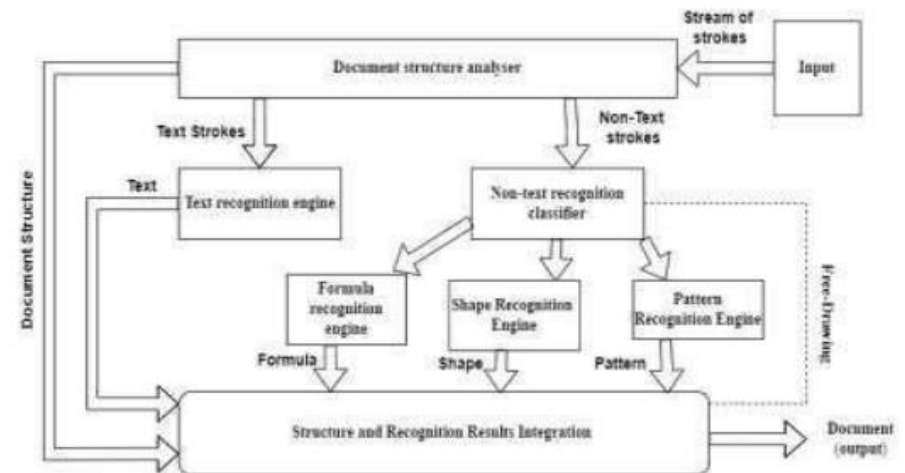 Stream of
strokes
Document structure analyser
Input
Text Strokes
Non-Text
strokes
Text
Text recognition engine
Non-text recognition
classifier
Document Structure
Formula
recognition
engine
Shape Recognition
Engine
Pattern
Recognition Engine
Free-Drawing
Formula
Shape
Pattern
Structure and Recognition Results Integration
Document
(output)